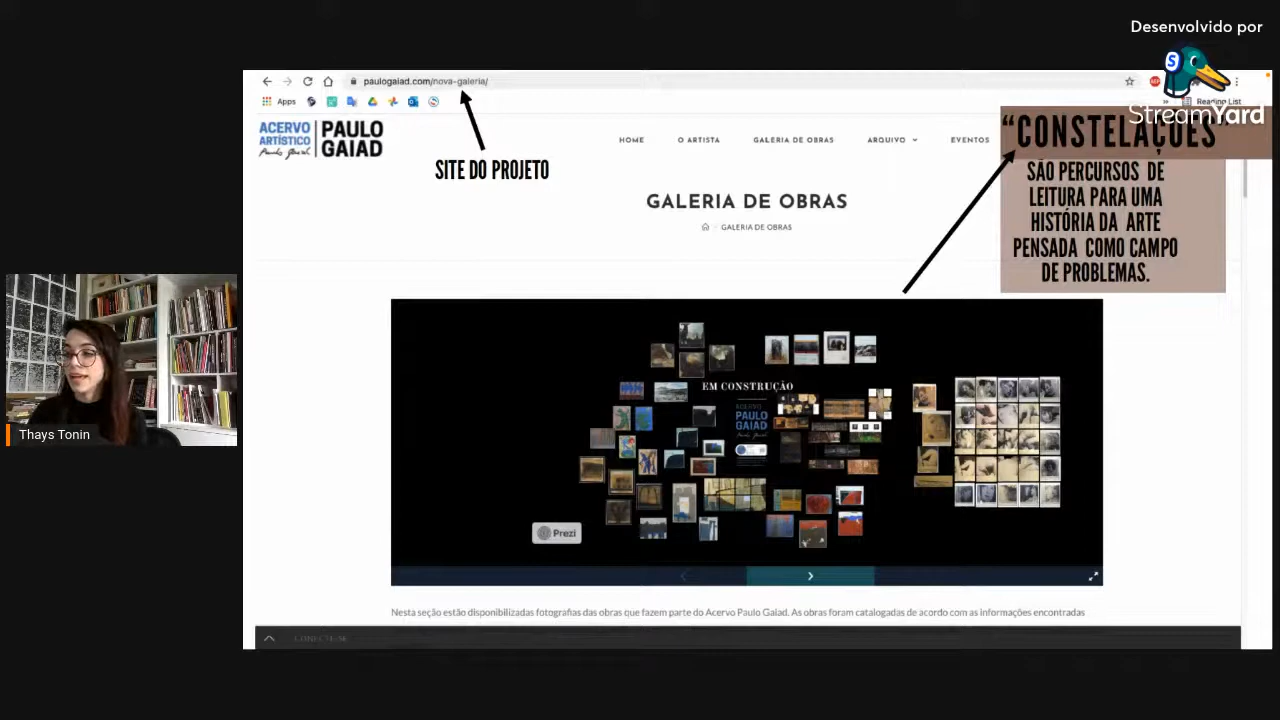 Desenvolvido por
StreamYard
paulogaiad.com/nova-galeria/
Apps
Reading List
ACERVO
ARTÍSTICO
PAULO
GAIAD
HOME
O ARTISTA
GALERIA DE OBRAS
ARQUIVO
EVENTOS
SITE DO PROJETO
“CONSTELAÇÕES”
SÃO PERCURSOS DE
LEITURA PARA UMA
HISTÓRIA DA ARTE
PENSADA COMO CAMPO
DE PROBLEMAS.
GALERIA DE OBRAS
GALERIA DE OBRAS
EM CONSTRUÇÃO
ACERVO
PAULO
GAIAD
Prezi
Thays Tonin
Nesta seção estão disponibilizadas fotografias das obras que fazem parte do Acervo Paulo Gaiad. As obras foram catalogadas de acordo com as informações encontradas